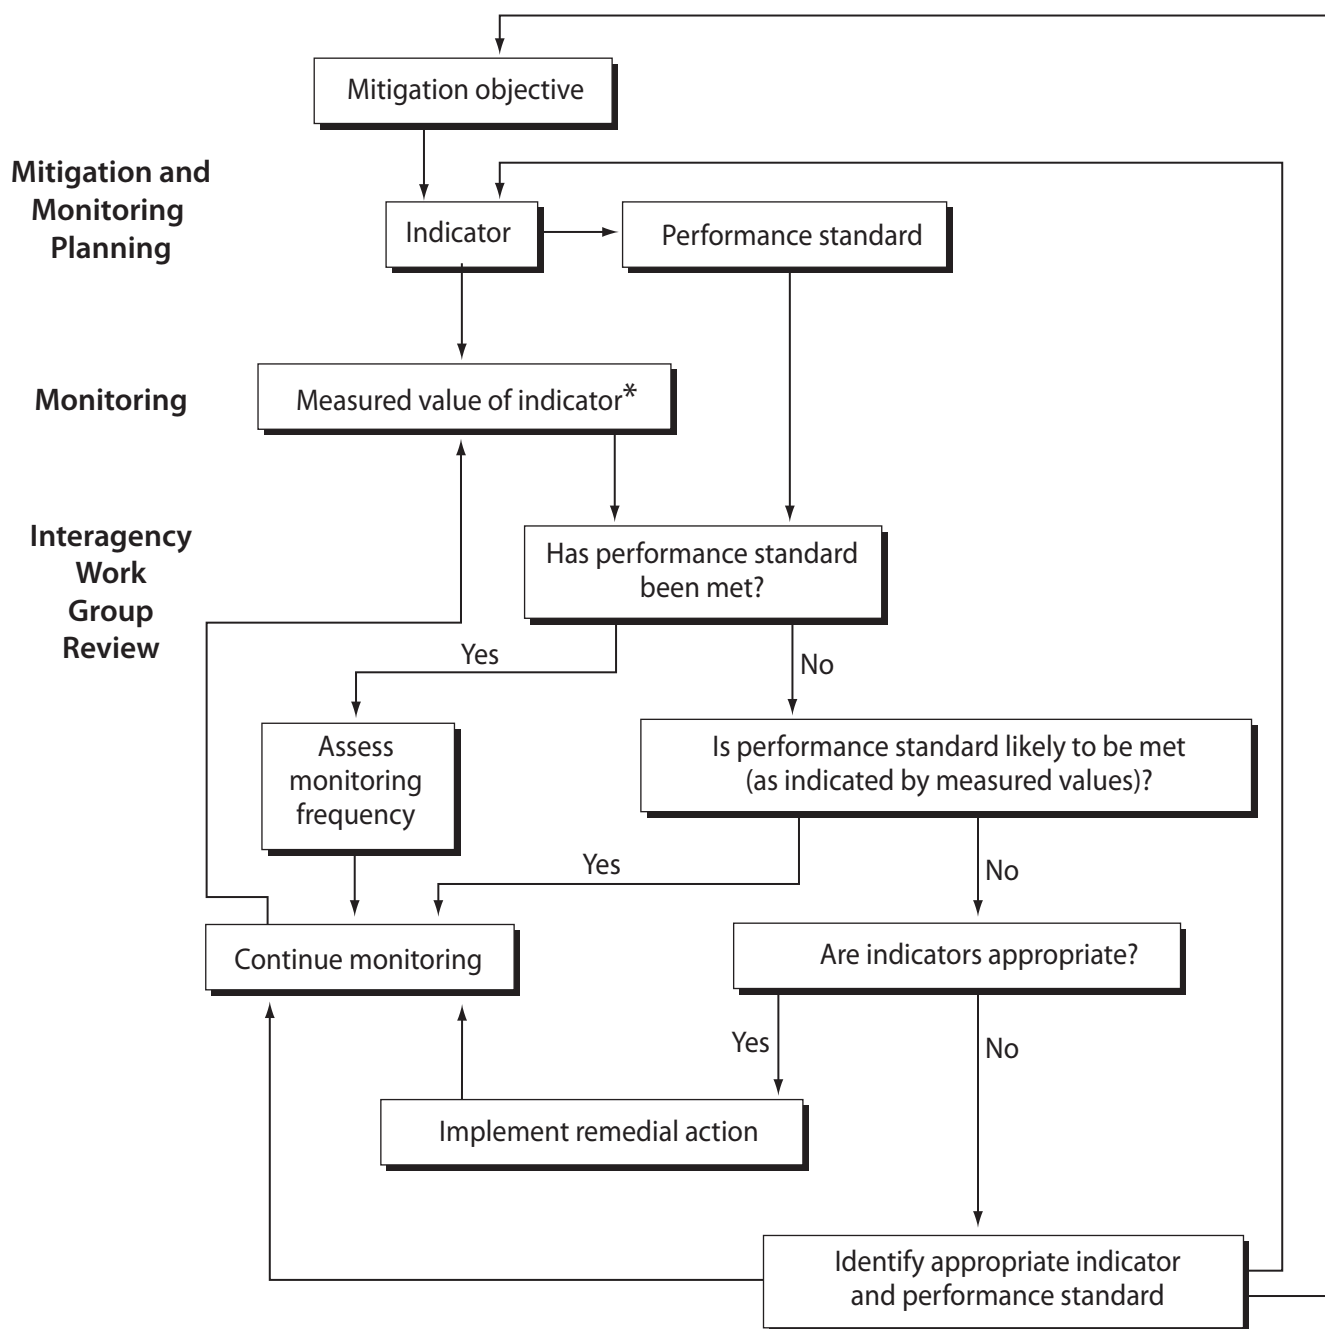 Mitigation objective
Mitigation and
Monitoring
Planning
Indicator
Performance standard
Monitoring
Measured value of indicator*
Interagency
Work
Group
Review
Has performance standard
been met?
Yes
No
Assess
monitoring
frequency
Is performance standard likely to be met
(as indicated by measured values)?
Yes
No
Continue monitoring
Are indicators appropriate?
Yes
No
Implement remedial action
Identify appropriate indicator
and performance standard